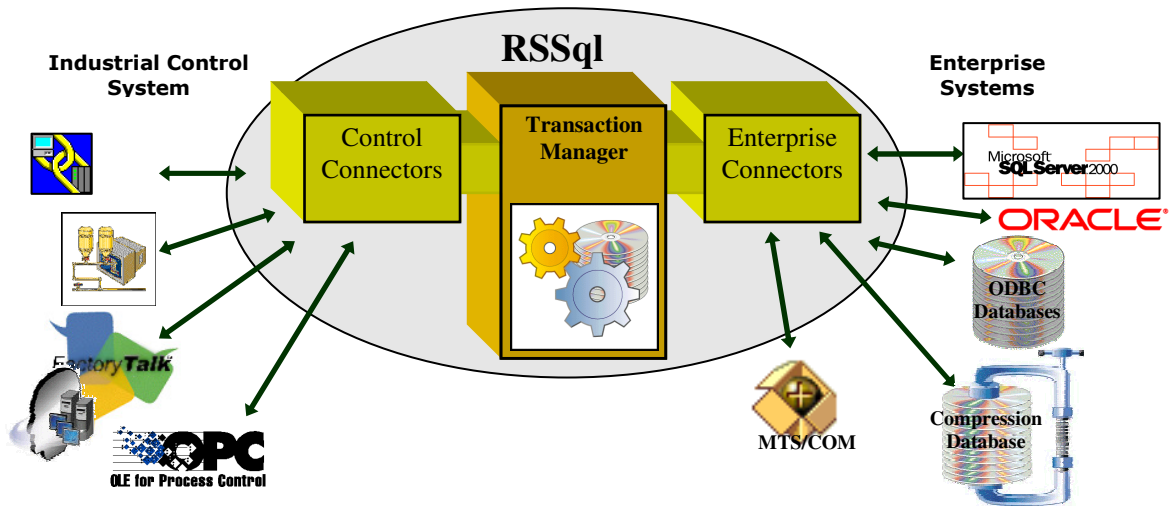 RSSql
Industrial Control
System
Enterprise
Systems
Control
Connectors
Transaction
Manager
Enterprise
Connectors
Microsoft
SQLServer2000
ORACLE®
ODBC
Databases
FactoryTalk
OPC
OLE for Process Control
MTS/COM
Compression
Database